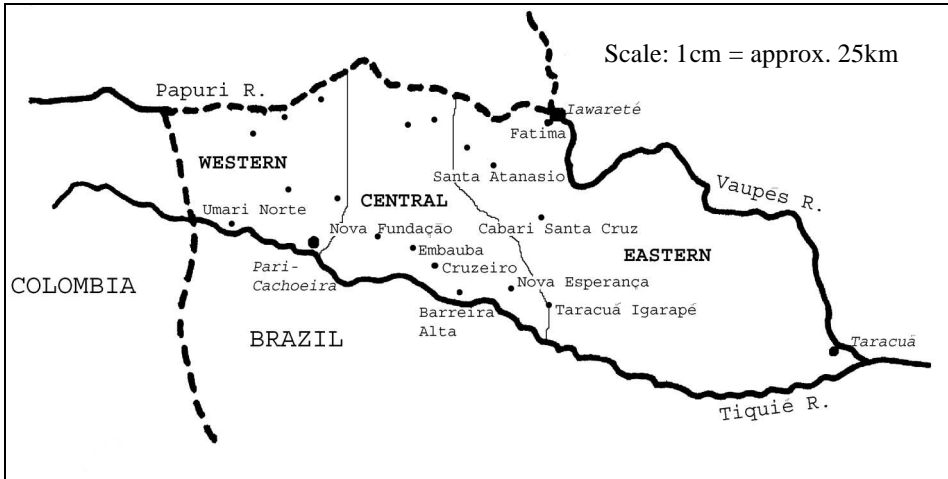 Scale: 1cm = approx. 25km
Papuri R.
Iawareté
Fatima
WESTERN
Santa Atanasio
Vaupés R.
CENTRAL
Umari Norte
Nova Fundação
Cabari Santa Cruz
Embauba
EASTERN
Pari-
Cachoeira
Cruzeiro
Nova Esperança
COLOMBIA
Barreira
Alta
Taracuá Igarapé
BRAZIL
Taracuã
Tiquié R.